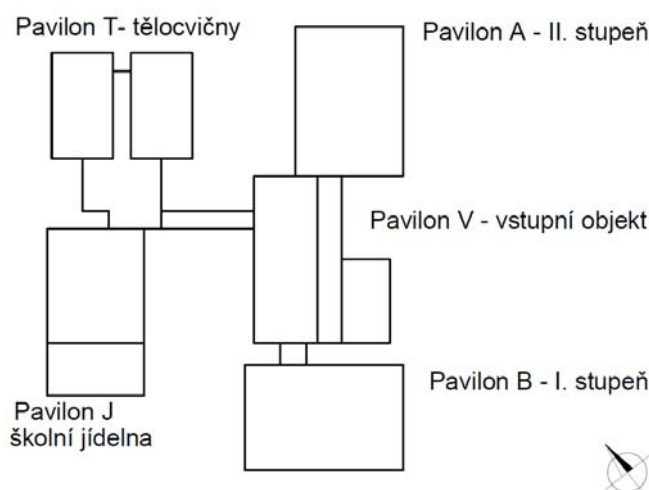 Pavilon T- tělocvičny
Pavilon A - II. stupeň
Pavilon V - vstupní objekt
Pavilon B - I. stupeň
Pavilon J
školní jídelna